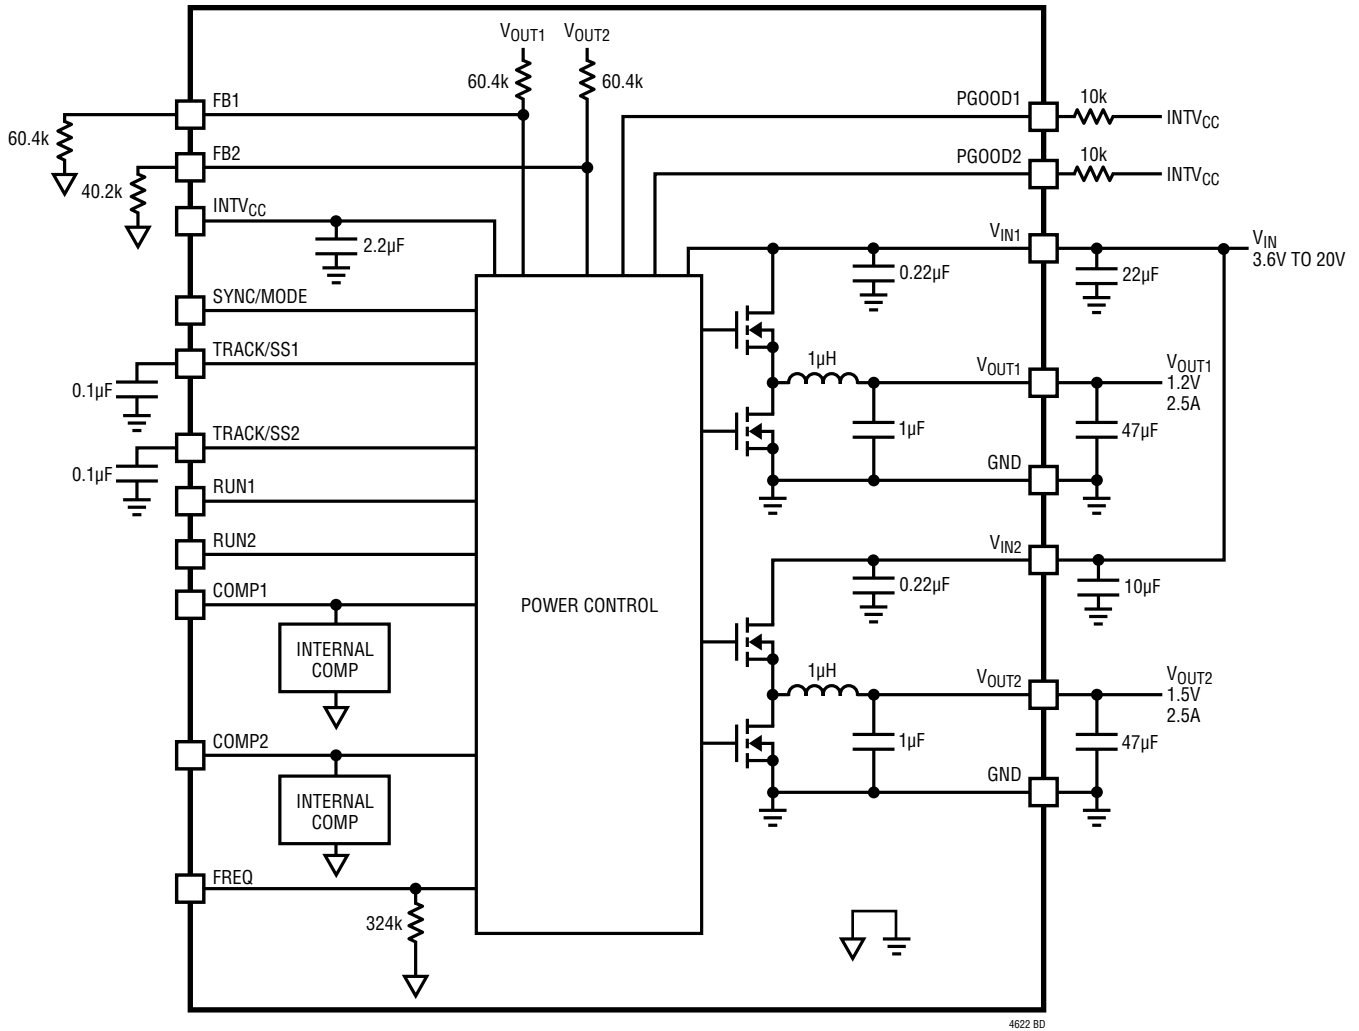 VOUT1 VOUT2
60.4k
60.4k
FB1
60.4k
FB2
40.2k
INTVCC
2.2µF
SYNC/MODE
TRACK/SS1
0.1µF
TRACK/SS2
0.1µF
RUN1
RUN2
COMP1
INTERNAL
COMP
COMP2
INTERNAL
COMP
FREQ
324k
POWER CONTROL
PGOOD1
10k
INTVCC
PGOOD2
10k
INTVCC
VIN1
0.22µF
22µF
VIN
3.6V TO 20V
1µH
VOUT1
VOUT1
1.2V
2.5A
1µF
47µF
GND
VIN2
0.22µF
10µF
1µH
VOUT2
VOUT2
1.5V
2.5A
1µF
47µF
GND
4622 BD